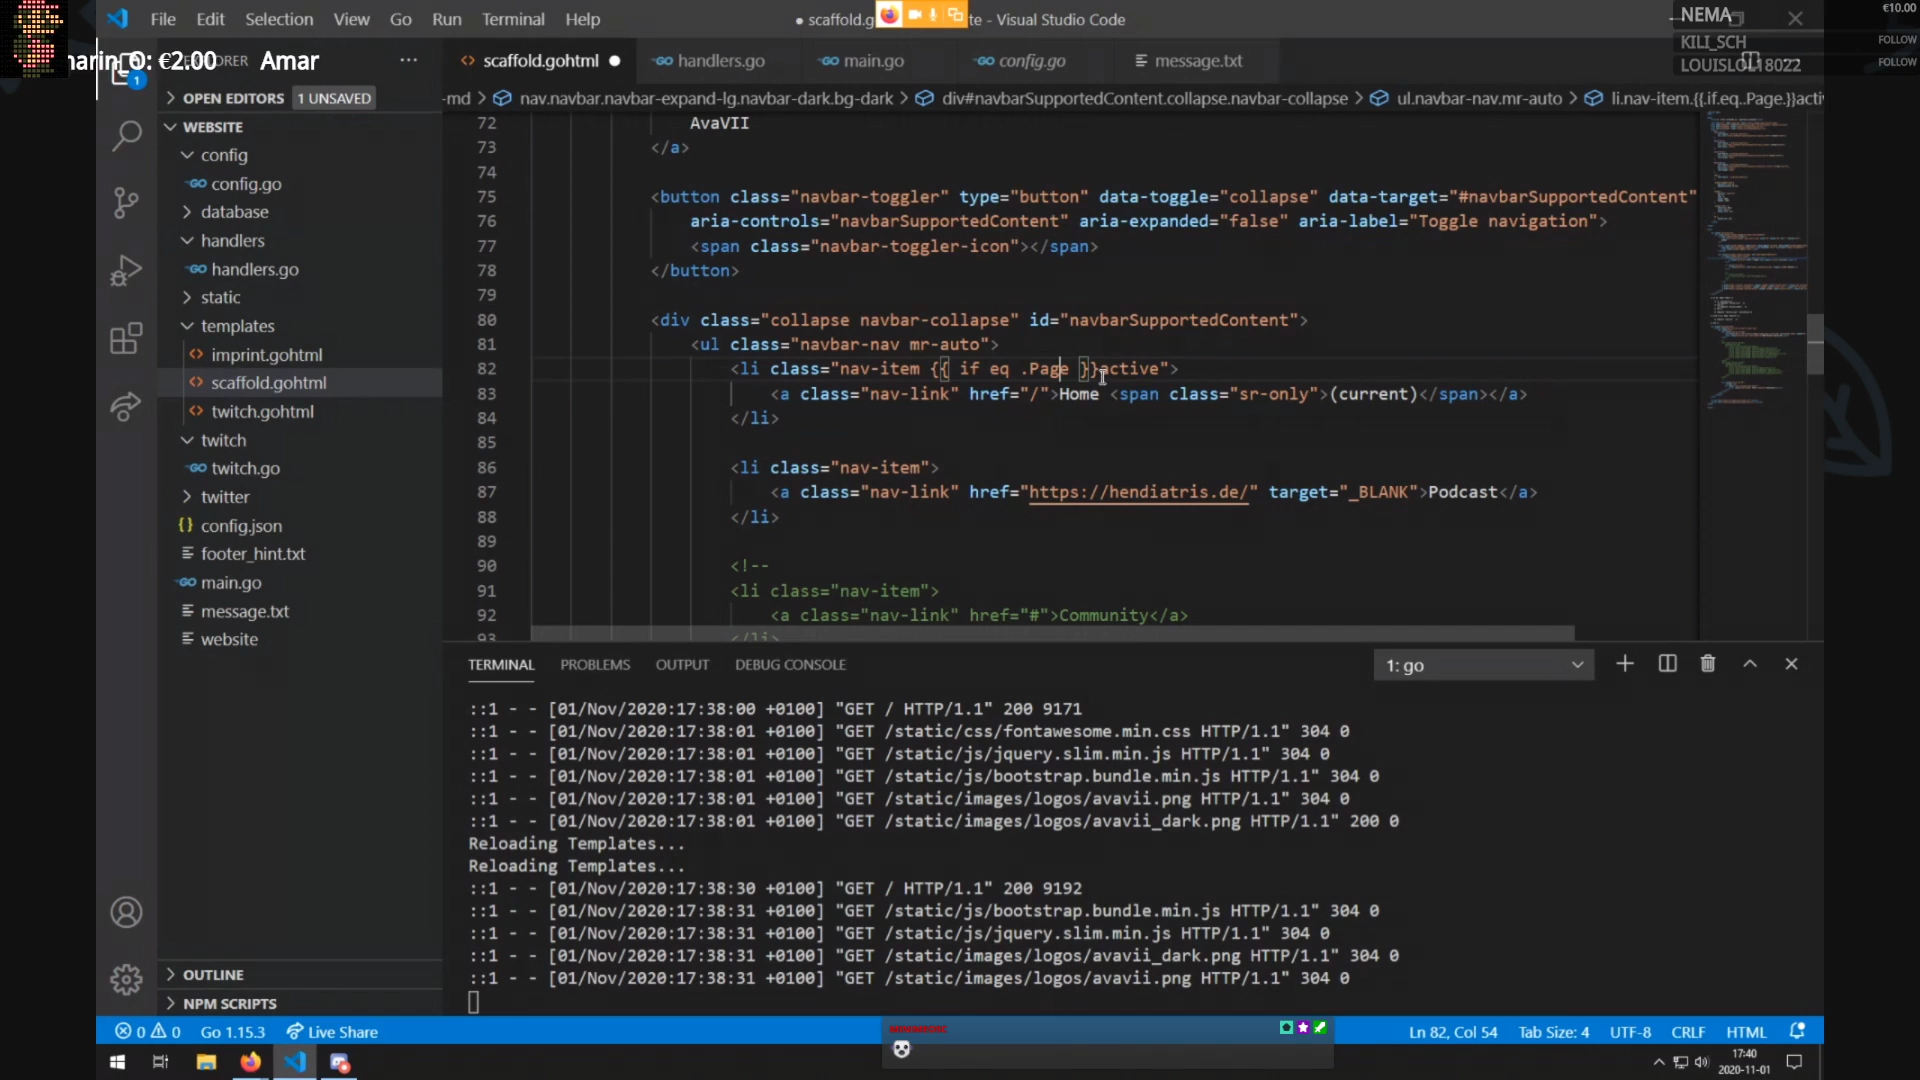 File Edit Selection View Go Run Terminal Help
scaffold.g te - Visual Studio Code
NEMA
€10.00
KILI_SCH FOLLOW
LOUISLOL18022 FOLLOW
€2.00 Amar
1
scaffold.gohtml handlers.go main.go config.go message.txt
OPEN EDITORS 1 UNSAVED
-md > nav.navbar.navbar-expand-lg.navbar-dark.bg-dark > div#navbarSupportedContent.collapse.navbar-collapse > ul.navbar-nav.mr-auto > li.nav-item.{{.if.eq..Page.}}acti
WEBSITE
config
config.go
database
handlers
handlers.go
static
templates
imprint.gohtml
scaffold.gohtml
twitch.gohtml
twitch
twitch.go
twitter
config.json
footer_hint.txt
main.go
message.txt
website
OUTLINE
NPM SCRIPTS
72 AvaVII
73 </a>
74
75 <button class="navbar-toggler" type="button" data-toggle="collapse" data-target="#navbarSupportedContent"
76 aria-controls="navbarSupportedContent" aria-expanded="false" aria-label="Toggle navigation">
77 <span class="navbar-toggler-icon"></span>
78 </button>
79
80 <div class="collapse navbar-collapse" id="navbarSupportedContent">
81 <ul class="navbar-nav mr-auto">
82 <li class="nav-item {{ if eq .Page }}active">
83 <a class="nav-link" href="/">Home <span class="sr-only">(current)</span></a>
84 </li>
85
86 <li class="nav-item">
87 <a class="nav-link" href="https://hendiatris.de/" target="_BLANK">Podcast</a>
88 </li>
89
90 <!--
91 <li class="nav-item">
92 <a class="nav-link" href="#">Community</a>
93 </li>
TERMINAL PROBLEMS OUTPUT DEBUG CONSOLE 1: go
::1 - - [01/Nov/2020:17:38:00 +0100] "GET / HTTP/1.1" 200 9171
::1 - - [01/Nov/2020:17:38:01 +0100] "GET /static/css/fontawesome.min.css HTTP/1.1" 304 0
::1 - - [01/Nov/2020:17:38:01 +0100] "GET /static/js/jquery.slim.min.js HTTP/1.1" 304 0
::1 - - [01/Nov/2020:17:38:01 +0100] "GET /static/js/bootstrap.bundle.min.js HTTP/1.1" 304 0
::1 - - [01/Nov/2020:17:38:01 +0100] "GET /static/images/logos/avavii.png HTTP/1.1" 304 0
::1 - - [01/Nov/2020:17:38:01 +0100] "GET /static/images/logos/avavii_dark.png HTTP/1.1" 200 0
Reloading Templates...
Reloading Templates...
::1 - - [01/Nov/2020:17:38:30 +0100] "GET / HTTP/1.1" 200 9192
::1 - - [01/Nov/2020:17:38:31 +0100] "GET /static/js/bootstrap.bundle.min.js HTTP/1.1" 304 0
::1 - - [01/Nov/2020:17:38:31 +0100] "GET /static/js/jquery.slim.min.js HTTP/1.1" 304 0
::1 - - [01/Nov/2020:17:38:31 +0100] "GET /static/images/logos/avavii_dark.png HTTP/1.1" 304 0
::1 - - [01/Nov/2020:17:38:31 +0100] "GET /static/images/logos/avavii.png HTTP/1.1" 304 0
0 0 Go 1.15.3 Live Share Ln 82, Col 54 Tab Size: 4 UTF-8 CRLF HTML
17:40
2020-11-01